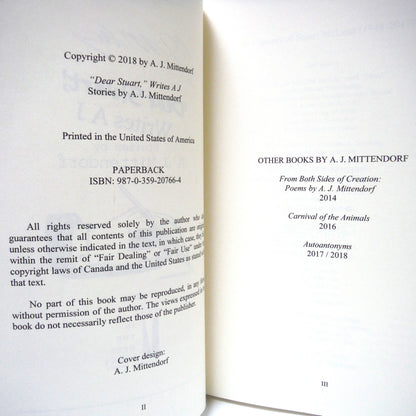 Copyright © 2018 by A. J. Mittendorf
"Dear Stuart," Writes A J
Stories by A. J. Mittendorf
Printed in the United States of America
PAPERBACK
ISBN: 987-0-359-20766-4
All rights reserved solely by the author who
guarantees that all contents of this publication are
unless otherwise indicated in the text, in which case, they
within the remit of "Fair Dealing" or "Fair Use" under
copyright laws of Canada and the United States as stated
that text.
No part of this book may be reproduced, in any
without permission of the author. The views expressed
book do not necessarily reflect those of the publisher.
Cover design:
A. J. Mittendorf
II
OTHER BOOKS BY A. J. MITTENDORF
From Both Sides of Creation:
Poems by A. J. Mittendorf
2014
Carnival of the Animals
2016
Autoantonyms
2017 / 2018
III